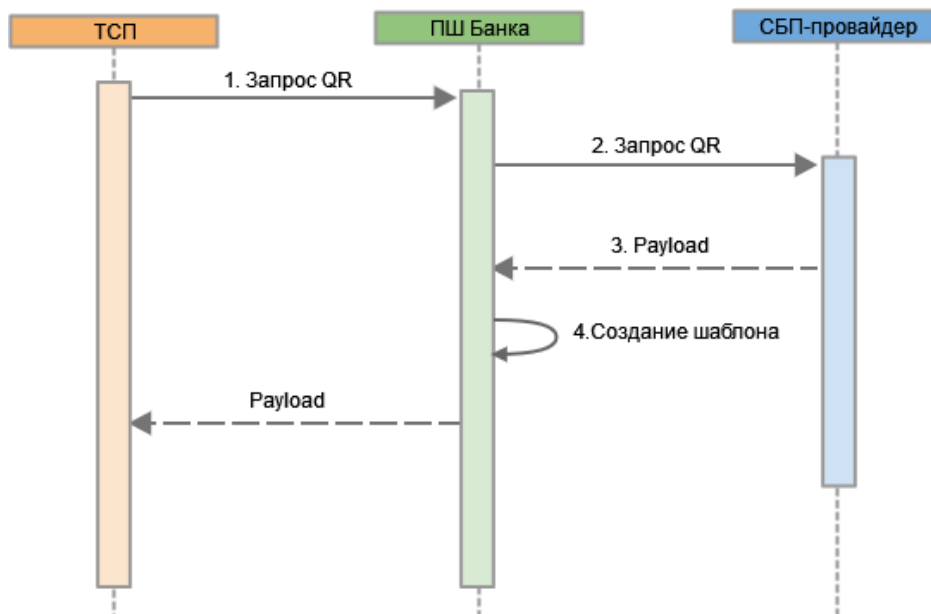 ТСП
ПШ Банка
СБП-провайдер
1. Запрос QR
2. Запрос QR
3. Payload
4.Создание шаблона
Payload